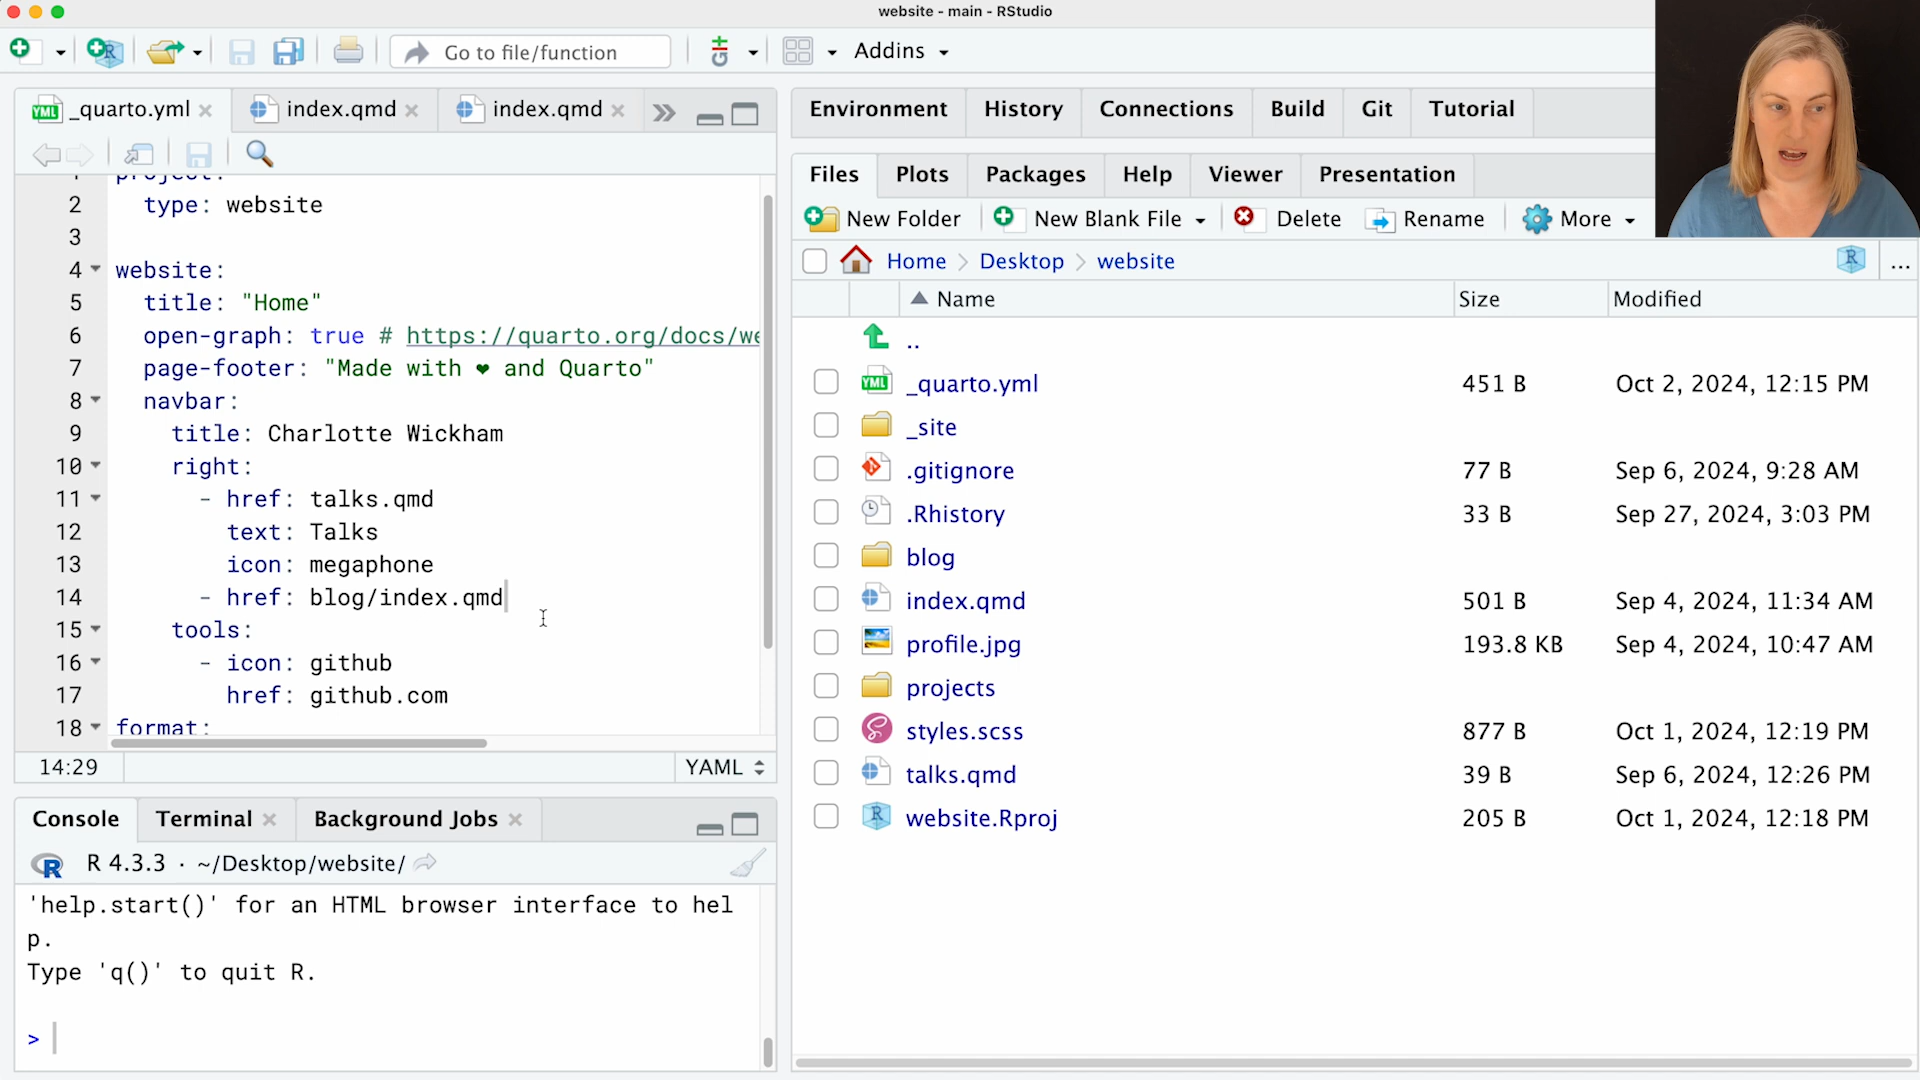 website - main - RStudio
Go to file/function
Addins
_quarto.yml
index.qmd
index.qmd
1 project:
2 type: website
3
4 website:
5 title: "Home"
6 open-graph: true # https://quarto.org/docs/we
7 page-footer: "Made with ❤ and Quarto"
8 navbar:
9 title: Charlotte Wickham
10 right:
11 - href: talks.qmd
12 text: Talks
13 icon: megaphone
14 - href: blog/index.qmd
15 tools:
16 - icon: github
17 href: github.com
18 format:
14:29
YAML
Console Terminal Background Jobs
R 4.3.3 · ~/Desktop/website/
'help.start()' for an HTML browser interface to hel
p.
Type 'q()' to quit R.
>
Environment History Connections Build Git Tutorial
Files Plots Packages Help Viewer Presentation
New Folder New Blank File Delete Rename More
Home > Desktop > website ...
Name Size Modified
..
_quarto.yml 451 B Oct 2, 2024, 12:15 PM
_site
.gitignore 77 B Sep 6, 2024, 9:28 AM
.Rhistory 33 B Sep 27, 2024, 3:03 PM
blog
index.qmd 501 B Sep 4, 2024, 11:34 AM
profile.jpg 193.8 KB Sep 4, 2024, 10:47 AM
projects
styles.scss 877 B Oct 1, 2024, 12:19 PM
talks.qmd 39 B Sep 6, 2024, 12:26 PM
website.Rproj 205 B Oct 1, 2024, 12:18 PM